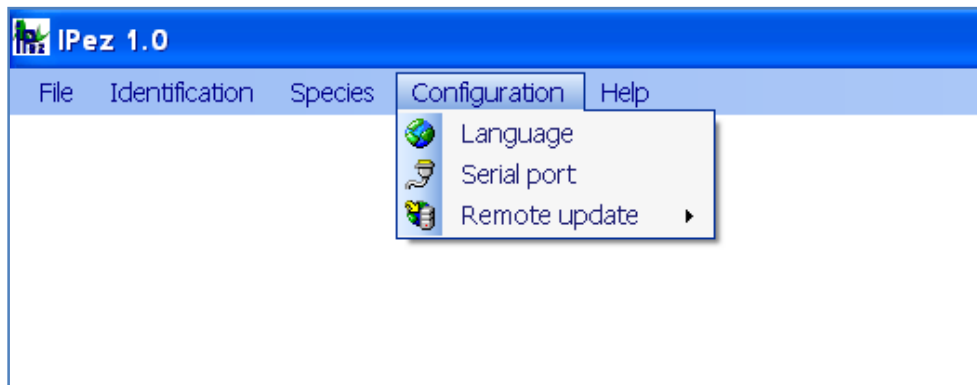 IPez 1.0
File Identification Species Configuration Help
Language
Serial port
Remote update